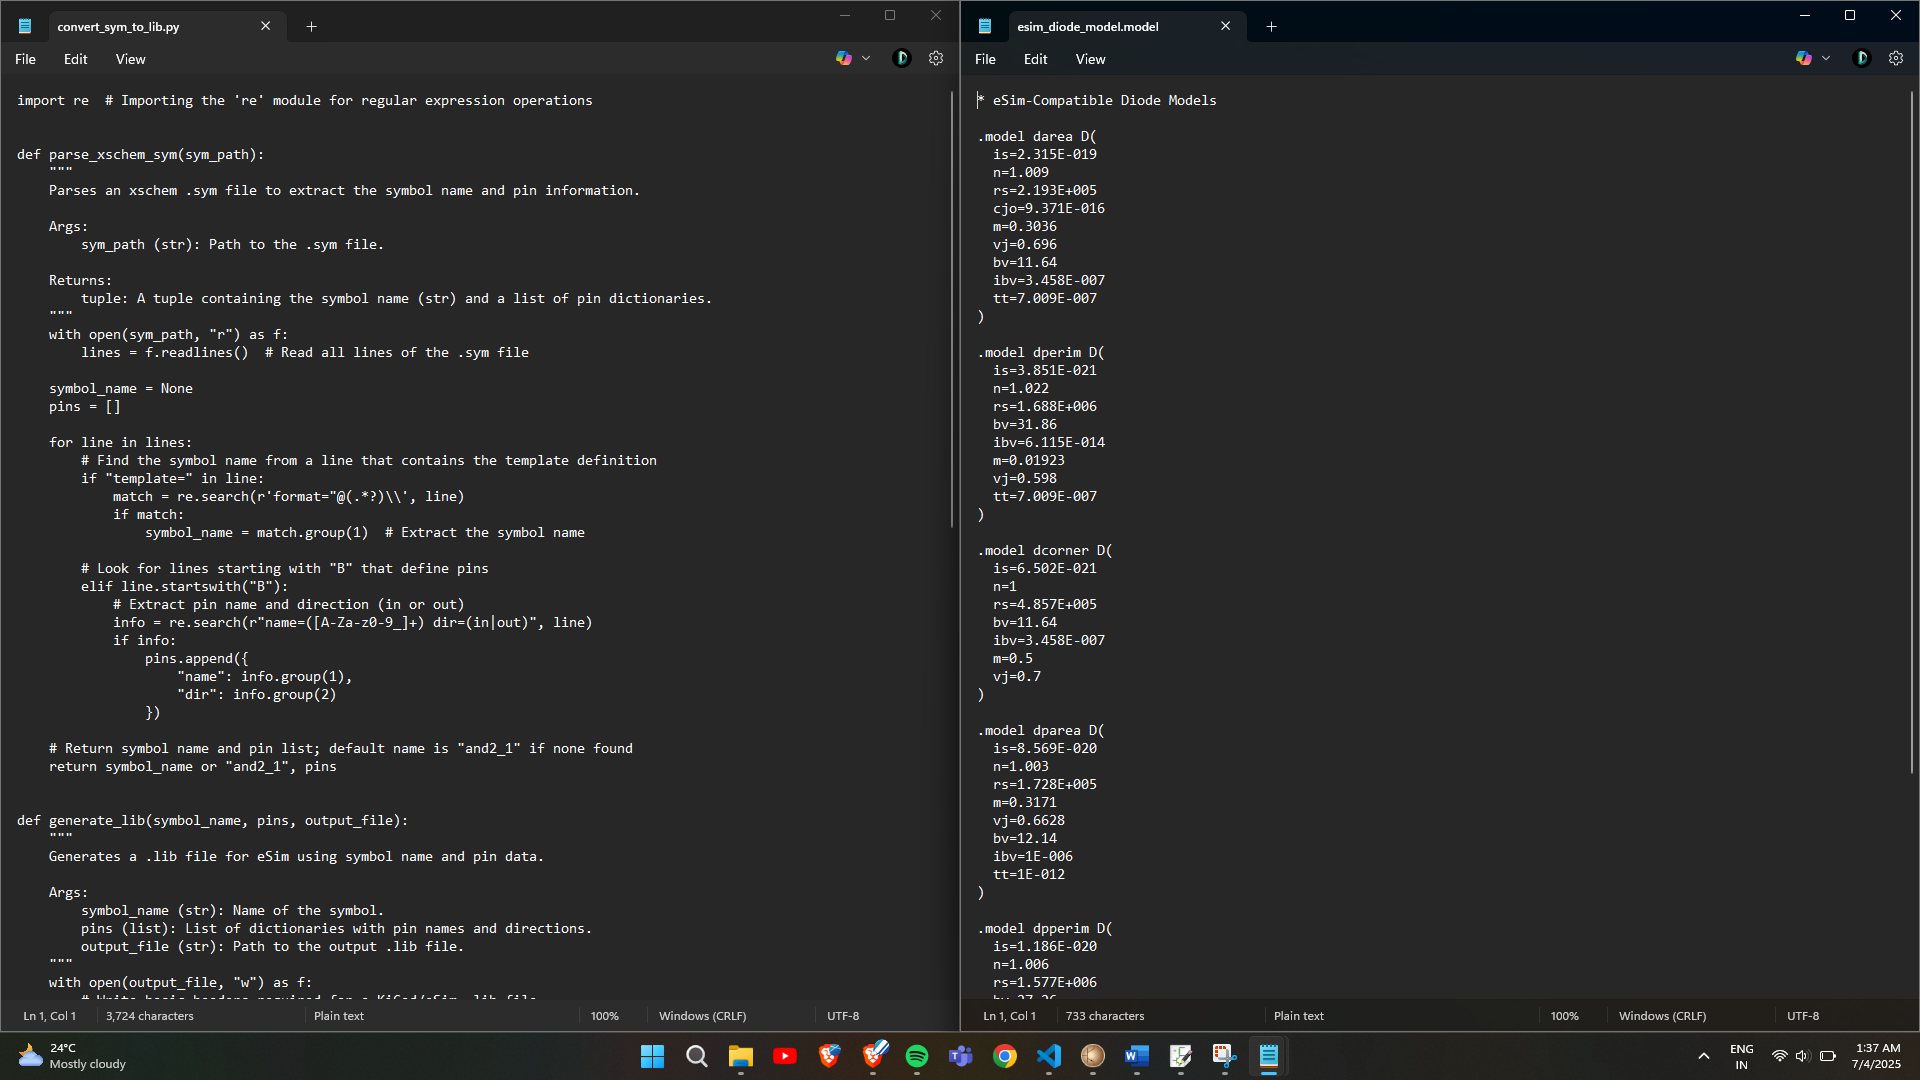 convert_sym_to_lib.py
File Edit View
import re  # Importing the 're' module for regular expression operations
def parse_xschem_sym(sym_path):
    """
    Parses an xschem .sym file to extract the symbol name and pin information.
    Args:
        sym_path (str): Path to the .sym file.
    Returns:
        tuple: A tuple containing the symbol name (str) and a list of pin dictionaries.
    """
    with open(sym_path, "r") as f:
        lines = f.readlines()  # Read all lines of the .sym file
    symbol_name = None
    pins = []
    for line in lines:
        # Find the symbol name from a line that contains the template definition
        if "template=" in line:
            match = re.search(r'format="@(.*?)\\', line)
            if match:
                symbol_name = match.group(1)  # Extract the symbol name
        # Look for lines starting with "B" that define pins
        elif line.startswith("B"):
            # Extract pin name and direction (in or out)
            info = re.search(r"name=([A-Za-z0-9_]+) dir=(in|out)", line)
            if info:
                pins.append({
                    "name": info.group(1),
                    "dir": info.group(2)
                })
    # Return symbol name and pin list; default name is "and2_1" if none found
    return symbol_name or "and2_1", pins
def generate_lib(symbol_name, pins, output_file):
    """
    Generates a .lib file for eSim using symbol name and pin data.
    Args:
        symbol_name (str): Name of the symbol.
        pins (list): List of dictionaries with pin names and directions.
        output_file (str): Path to the output .lib file.
    """
    with open(output_file, "w") as f:
        # Write basic headers required for a KiCad/eSim .lib file
Ln 1, Col 1 3,724 characters Plain text 100% Windows (CRLF) UTF-8
esim_diode_model.model
File Edit View
* eSim-Compatible Diode Models
.model darea D(
  is=2.315E-019
  n=1.009
  rs=2.193E+005
  cjo=9.371E-016
  m=0.3036
  vj=0.696
  bv=11.64
  ibv=3.458E-007
  tt=7.009E-007
)
.model dperim D(
  is=3.851E-021
  n=1.022
  rs=1.688E+006
  bv=31.86
  ibv=6.115E-014
  m=0.01923
  vj=0.598
  tt=7.009E-007
)
.model dcorner D(
  is=6.502E-021
  n=1
  rs=4.857E+005
  bv=11.64
  ibv=3.458E-007
  m=0.5
  vj=0.7
)
.model dparea D(
  is=8.569E-020
  n=1.003
  rs=1.728E+005
  m=0.3171
  vj=0.6628
  bv=12.14
  ibv=1E-006
  tt=1E-012
)
.model dpperim D(
  is=1.186E-020
  n=1.006
  rs=1.577E+006
Ln 1, Col 1 733 characters Plain text 100% Windows (CRLF) UTF-8
24°C
Mostly cloudy
ENG
IN
1:37 AM
7/4/2025